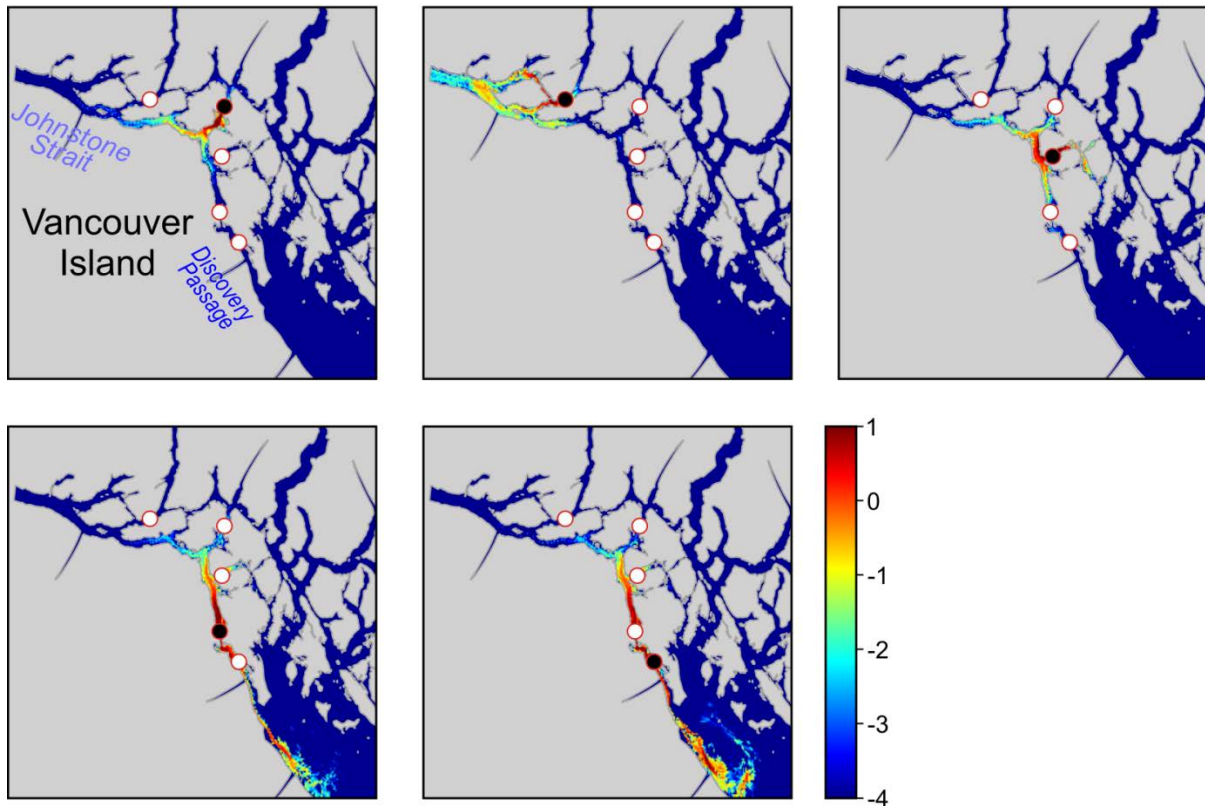 Johnstone
Strait
Vancouver
Island
Discovery
Passage
1
0
-1
-2
-3
-4